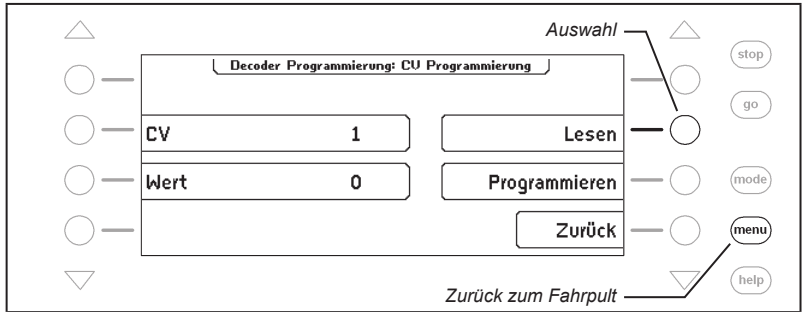 Auswahl
stop
Decoder Programmierung: CV Programmierung
go
CV 1 Lesen
Wert 0 Programmieren
mode
Zurück
menu
help
Zurück zum Fahrpult